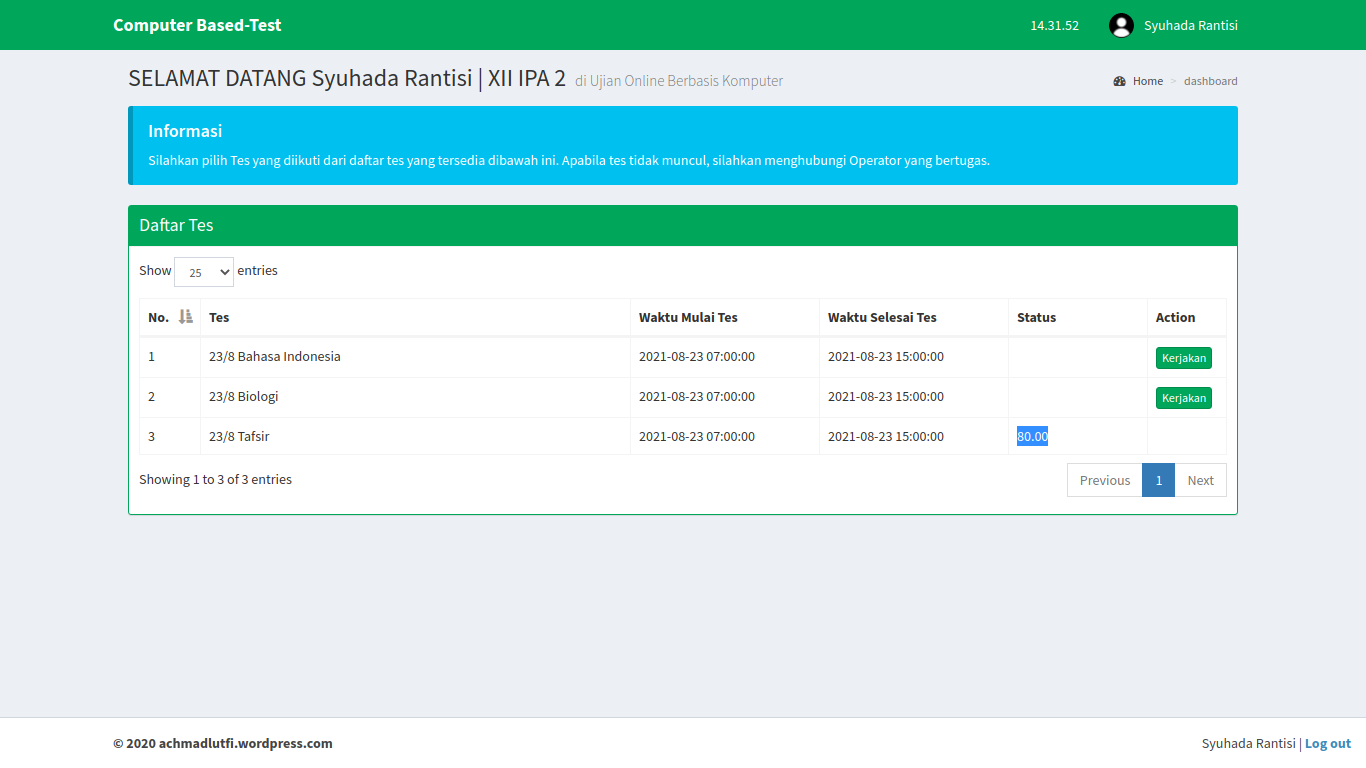 Computer Based-Test 14.31.52 Syuhada Rantisi
SELAMAT DATANG Syuhada Rantisi | XII IPA 2 di Ujian Online Berbasis Komputer Home > dashboard
Informasi
Silahkan pilih Tes yang diikuti dari daftar tes yang tersedia dibawah ini. Apabila tes tidak muncul, silahkan menghubungi Operator yang bertugas.
Daftar Tes
Show 25 entries
No. Tes Waktu Mulai Tes Waktu Selesai Tes Status Action
1 23/8 Bahasa Indonesia 2021-08-23 07:00:00 2021-08-23 15:00:00 Kerjakan
2 23/8 Biologi 2021-08-23 07:00:00 2021-08-23 15:00:00 Kerjakan
3 23/8 Tafsir 2021-08-23 07:00:00 2021-08-23 15:00:00 80.00
Showing 1 to 3 of 3 entries Previous 1 Next
© 2020 achmadlutfi.wordpress.com Syuhada Rantisi | Log out